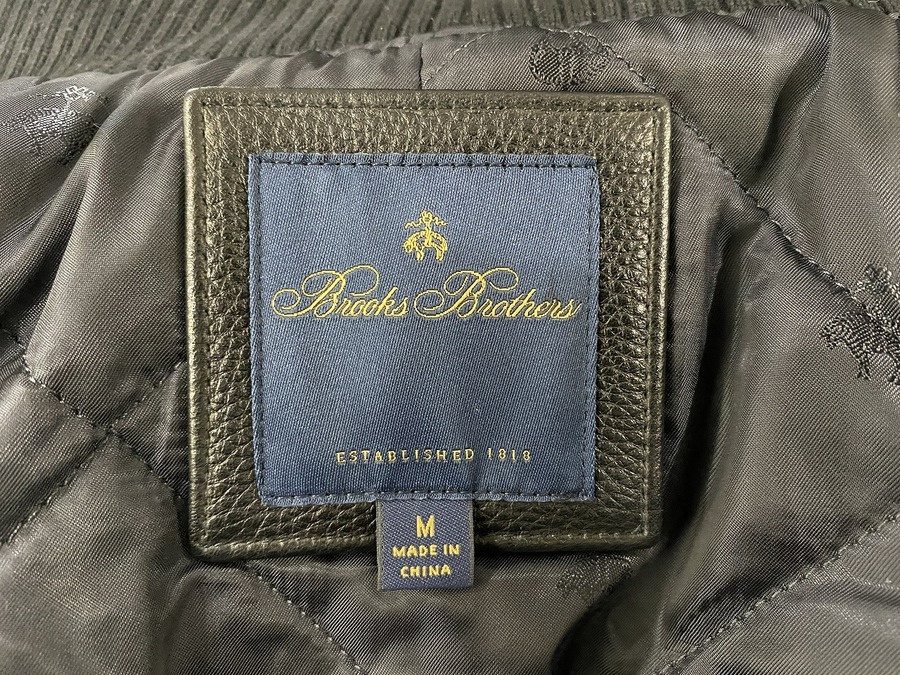 Brooks Brothers
ESTABLISHED 1818
M
MADE IN
CHINA